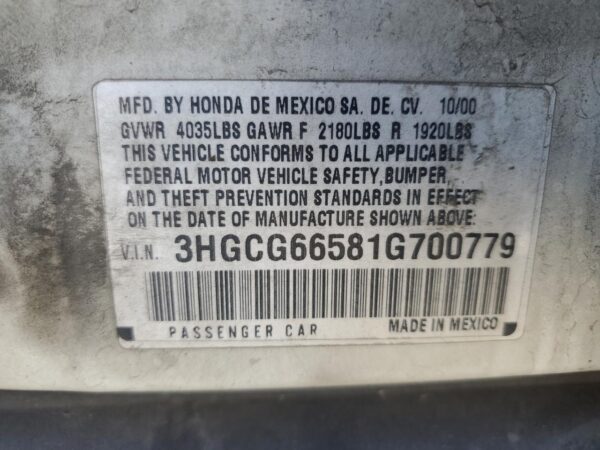 MFD. BY HONDA DE MEXICO SA. DE. CV. 10/00
GVWR 4035LBS GAWR F 2180LBS R 1920LBS
THIS VEHICLE CONFORMS TO ALL APPLICABLE
FEDERAL MOTOR VEHICLE SAFETY,BUMPER,
AND THEFT PREVENTION STANDARDS IN EFFECT
ON THE DATE OF MANUFACTURE SHOWN ABOVE:
V.I.N. 3HGCG66581G700779
PASSENGER CAR MADE IN MEXICO